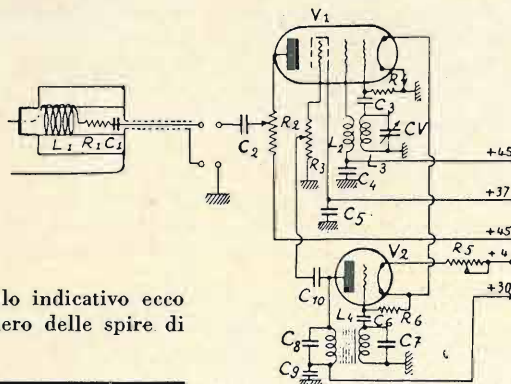 V1
R4
C3
CV
L1
R1 C1
C2
R2
R3
L2
L3
C4
+45
C5
+37
+45
V2
R5
+4
C10
+30
L4
C6
R6
C8
C7
C9
lo indicativo ecco
ero delle spire di